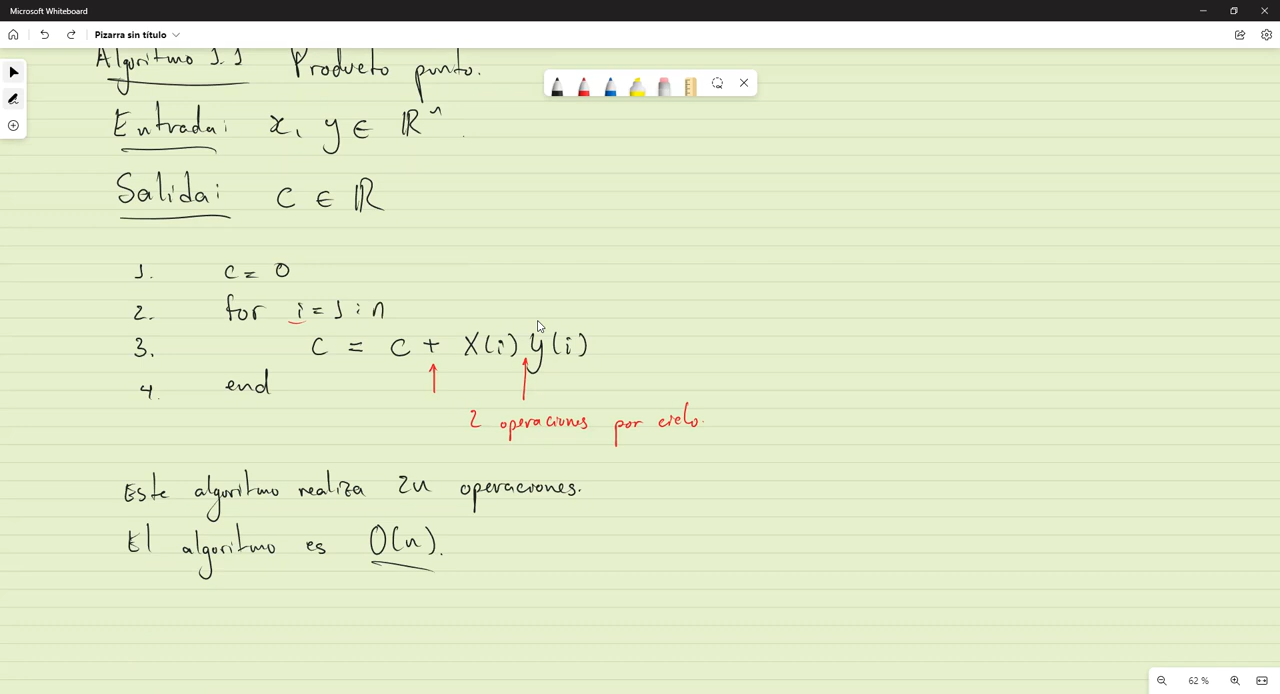 Microsoft Whiteboard
Pizarra sin título
Algoritmo 1.1 Producto punto.
Entrada: x, y ∈ ℝⁿ.
Salida: c ∈ ℝ
1. c = 0
2. for i = 1 : n
3. c = c + x(i) y(i)
4. end
2 operaciones por ciclo.
Este algoritmo realiza 2n operaciones.
El algoritmo es O(n).
62 %